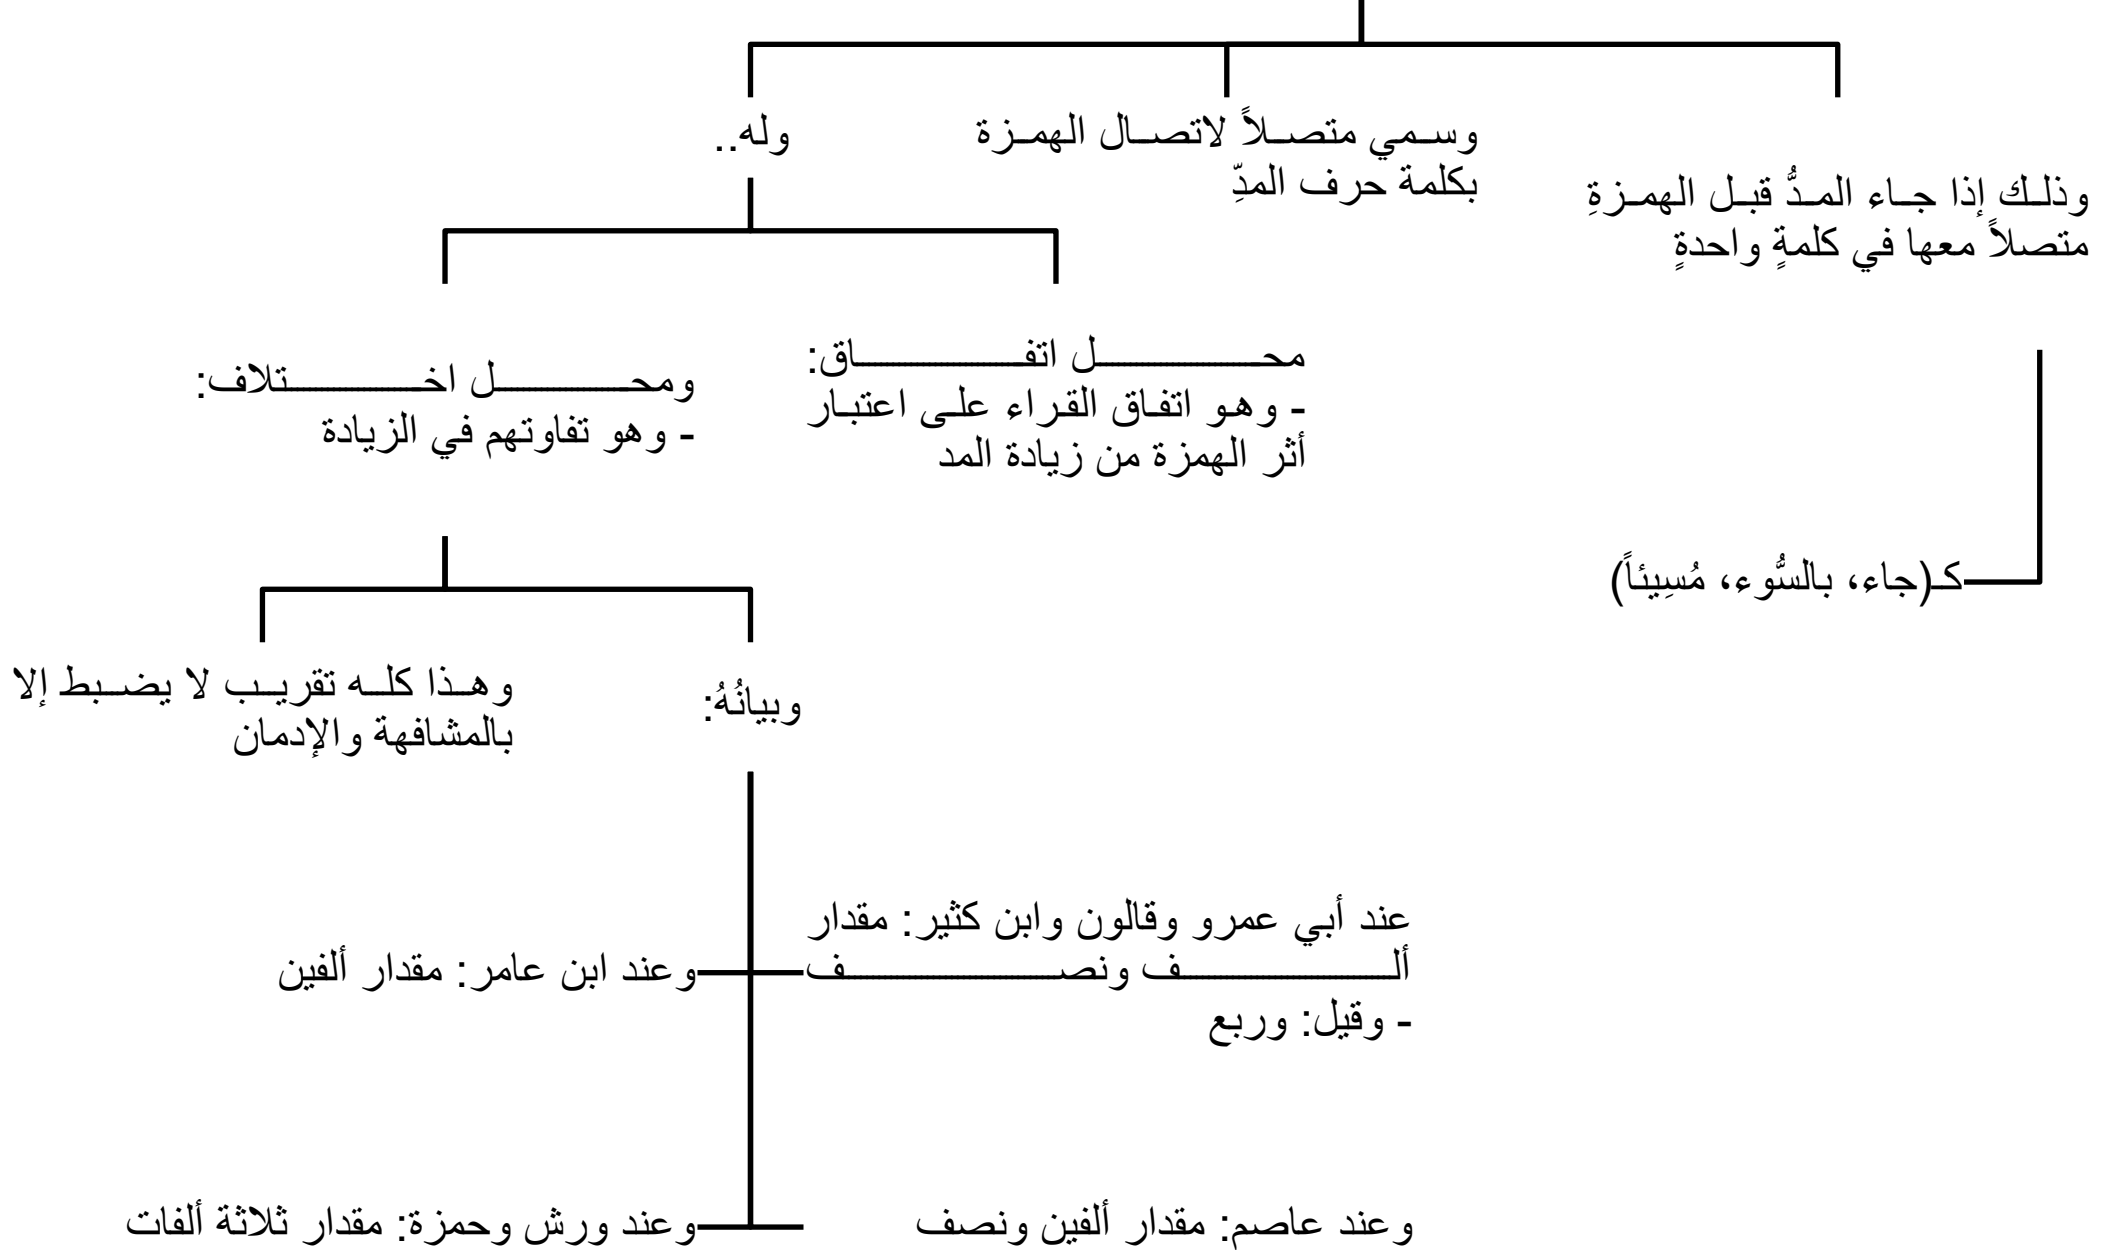 وذلك إذا جاء المدُّ قبل الهمزةِ
متصلاً معها في كلمةٍ واحدةٍ
كـ(جاء، بالسُّوء، مُسِيئاً)
وسمي متصلاً لاتصال الهمزة
بكلمة حرف المدِّ
وله..
محل اتفاق:
- وهو اتفاق القراء على اعتبار
أثر الهمزة من زيادة المد
ومحل اختلاف:
- وهو تفاوتهم في الزيادة
وبيانُهُ:
عند أبي عمرو وقالون وابن كثير: مقدار
ألف ونصف
- وقيل: وربع
وعند ابن عامر: مقدار ألفين
وعند عاصم: مقدار ألفين ونصف
وعند ورش وحمزة: مقدار ثلاثة ألفات
وهذا كله تقريب لا يضبط إلا
بالمشافهة والإدمان